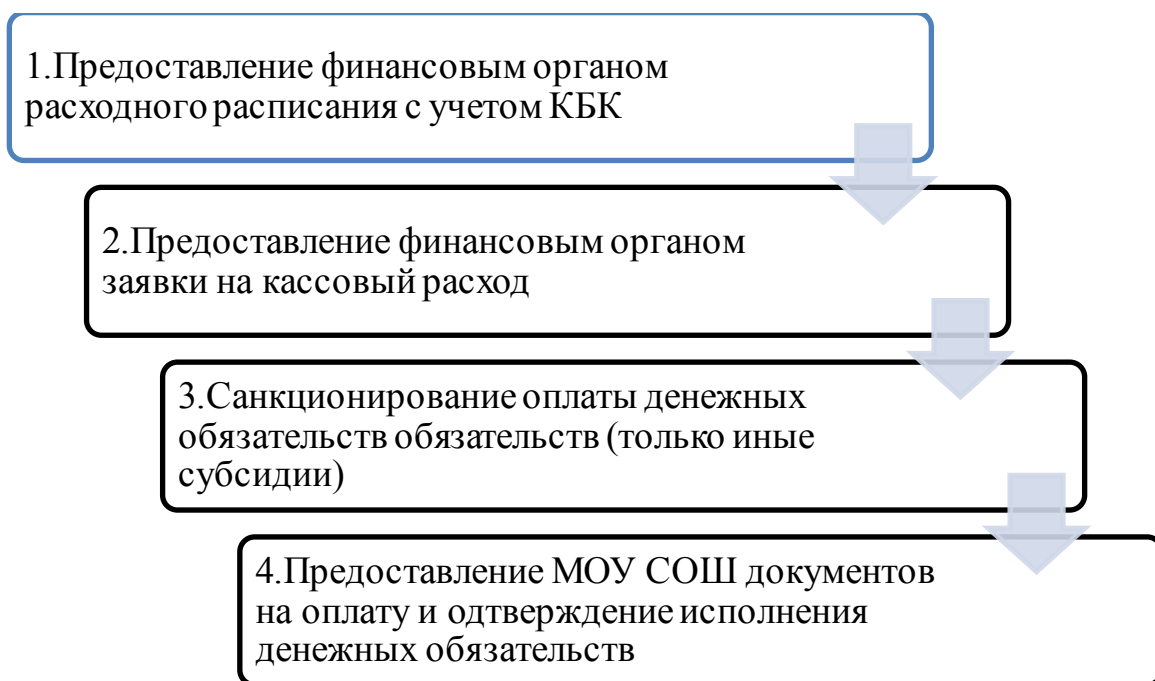 1.Предоставление финансовым органом
расходного расписания с учетом КБК
2.Предоставление финансовым органом
заявки на кассовый расход
3.Санкционирование оплаты денежных
обязательств обязательств (только иные
субсидии)
4.Предоставление МОУ СОШ документов
на оплату и одтверждение исполнения
денежных обязательств